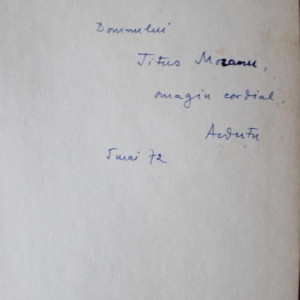 Domnului
Titus Mocanu,
omagiu cordial,
5 mai 72